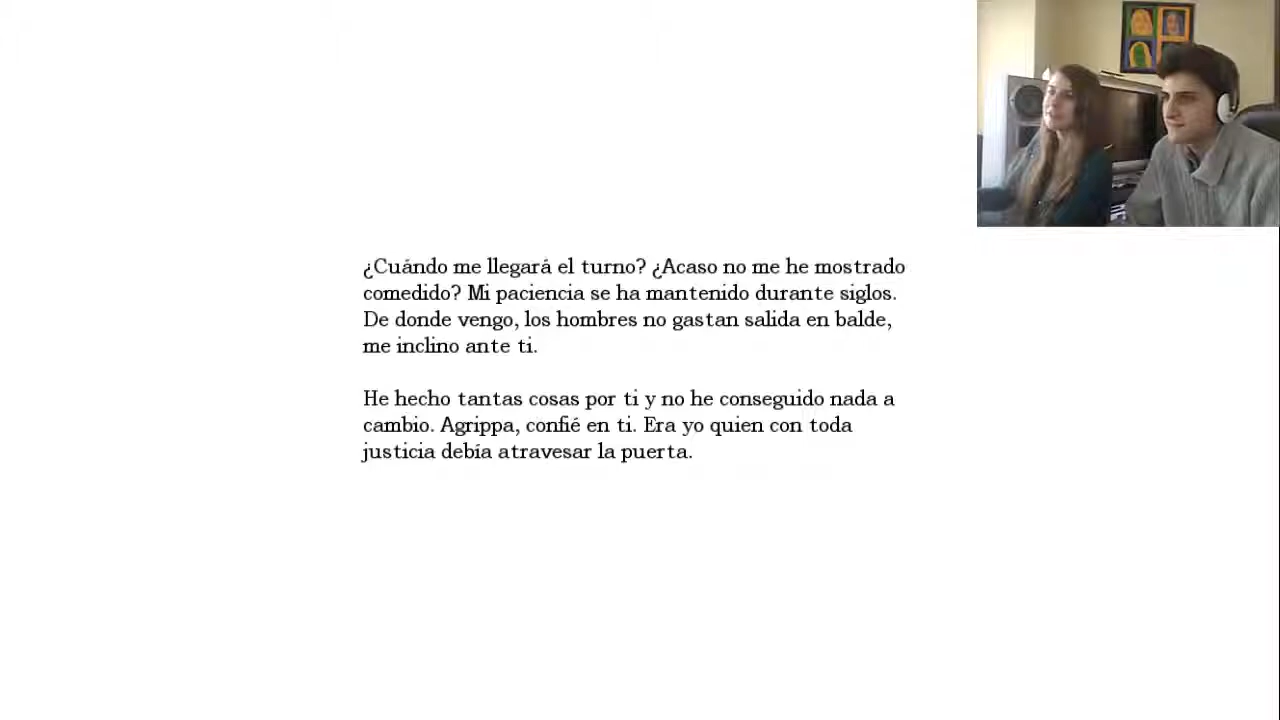 ¿Cuándo me llegará el turno? ¿Acaso no me he mostrado
comedido? Mi paciencia se ha mantenido durante siglos.
De donde vengo, los hombres no gastan salida en balde,
me inclino ante ti.
He hecho tantas cosas por ti y no he conseguido nada a
cambio. Agrippa, confié en ti. Era yo quien con toda
justicia debía atravesar la puerta.